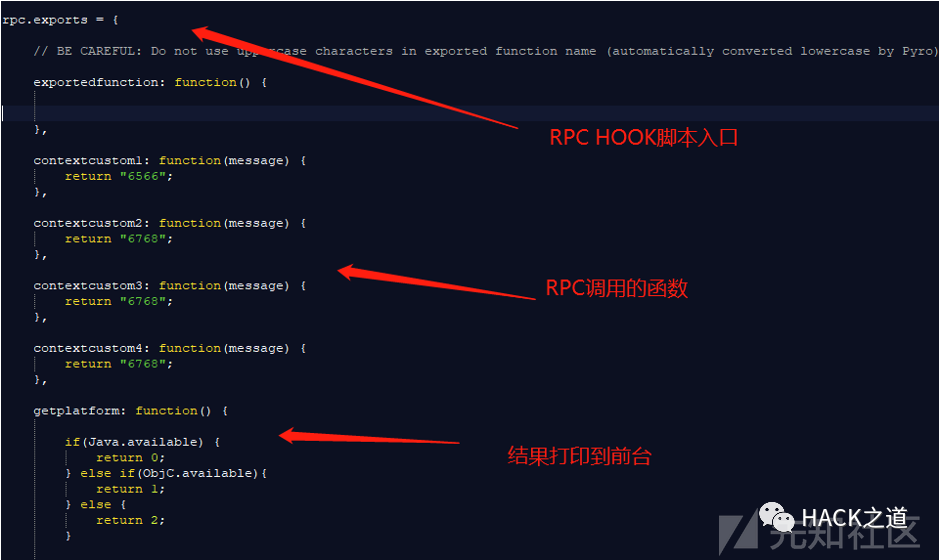 rpc.exports = {
// BE CAREFUL: Do not use uppercase characters in exported function name (automatically converted lowercase by Pyro)
exportedfunction: function() {
},
RPC HOOK脚本入口
contextcustom1: function(message) {
return "6566";
},
contextcustom2: function(message) {
return "6768";
},
contextcustom3: function(message) {
RPC调用的函数
return "6768";
},
contextcustom4: function(message) {
return "6768";
},
getplatform: function() {
if(Java.available) {
return 0;
结果打印到前台
} else if(ObjC.available){
return 1;
} else {
return 2;
}
HACK之道
先知社区